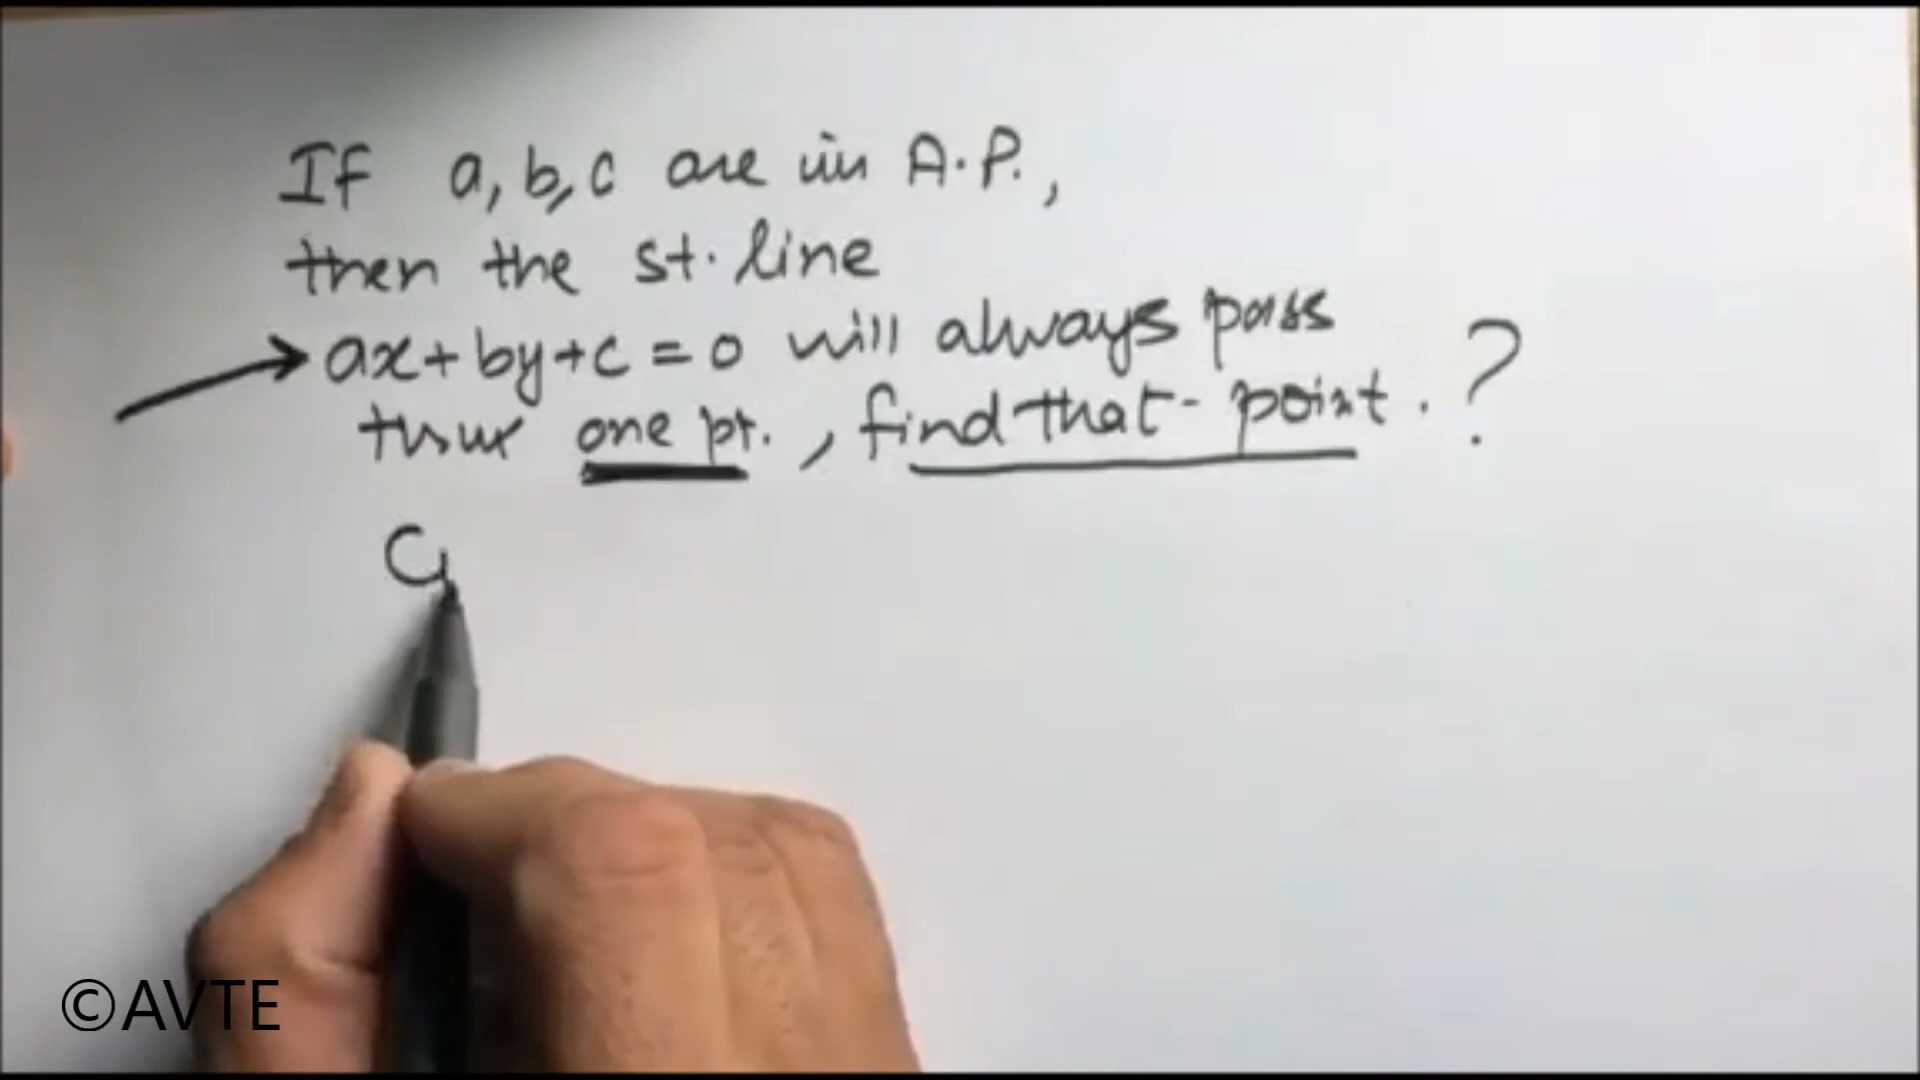 If a, b, c are in A.P.,
then the st. line
ax + by + c = 0 will always pass
thru one pt., find that point. ?
©AVTE